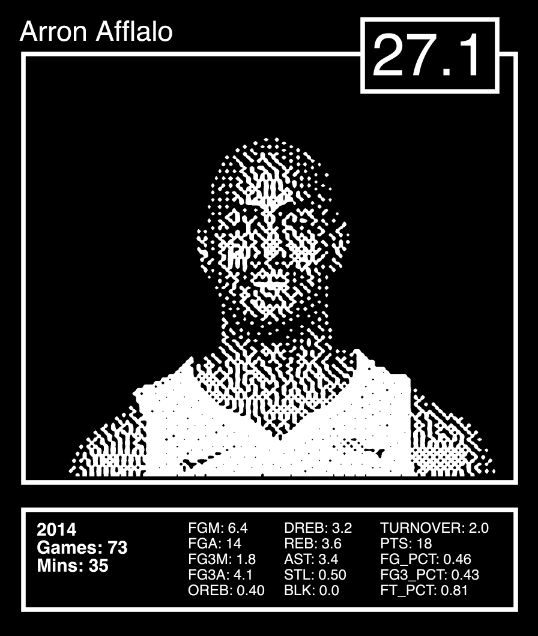 Arron Afflalo
27.1
2014
Games: 73
Mins: 35
FGM: 6.4
FGA: 14
FG3M: 1.8
FG3A: 4.1
OREB: 0.40
DREB: 3.2
REB: 3.6
AST: 3.4
STL: 0.50
BLK: 0.0
TURNOVER: 2.0
PTS: 18
FG_PCT: 0.46
FG3_PCT: 0.43
FT_PCT: 0.81